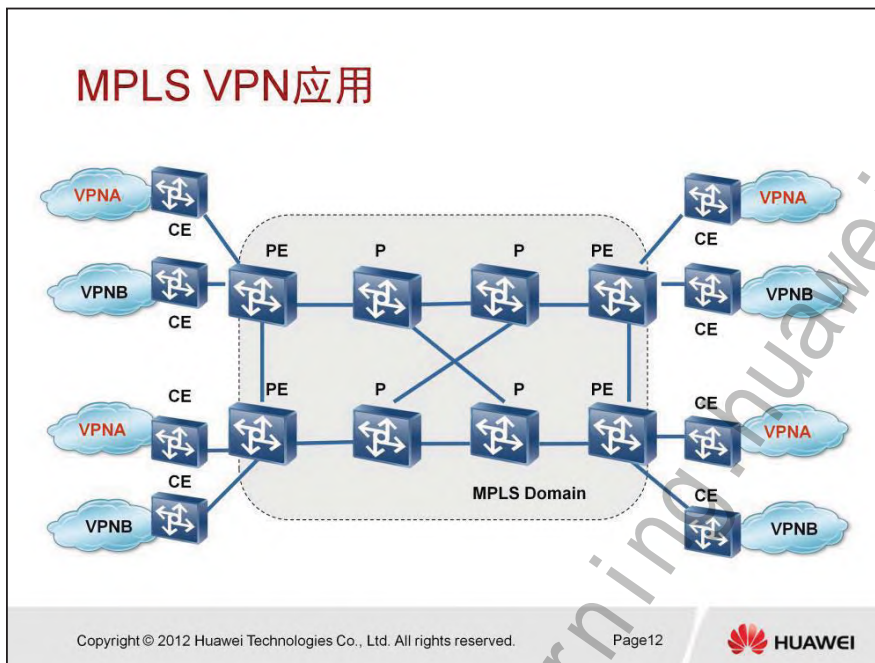 MPLS VPN应用
VPNA
CE
VPNA
CE
PE
P
P
PE
VPNB
CE
VPNB
CE
CE
PE
P
P
PE
CE
VPNA
VPNA
CE
CE
MPLS Domain
VPNB
VPNB
Copyright © 2012 Huawei Technologies Co., Ltd. All rights reserved.
Page12
HUAWEI
rning.huawei.